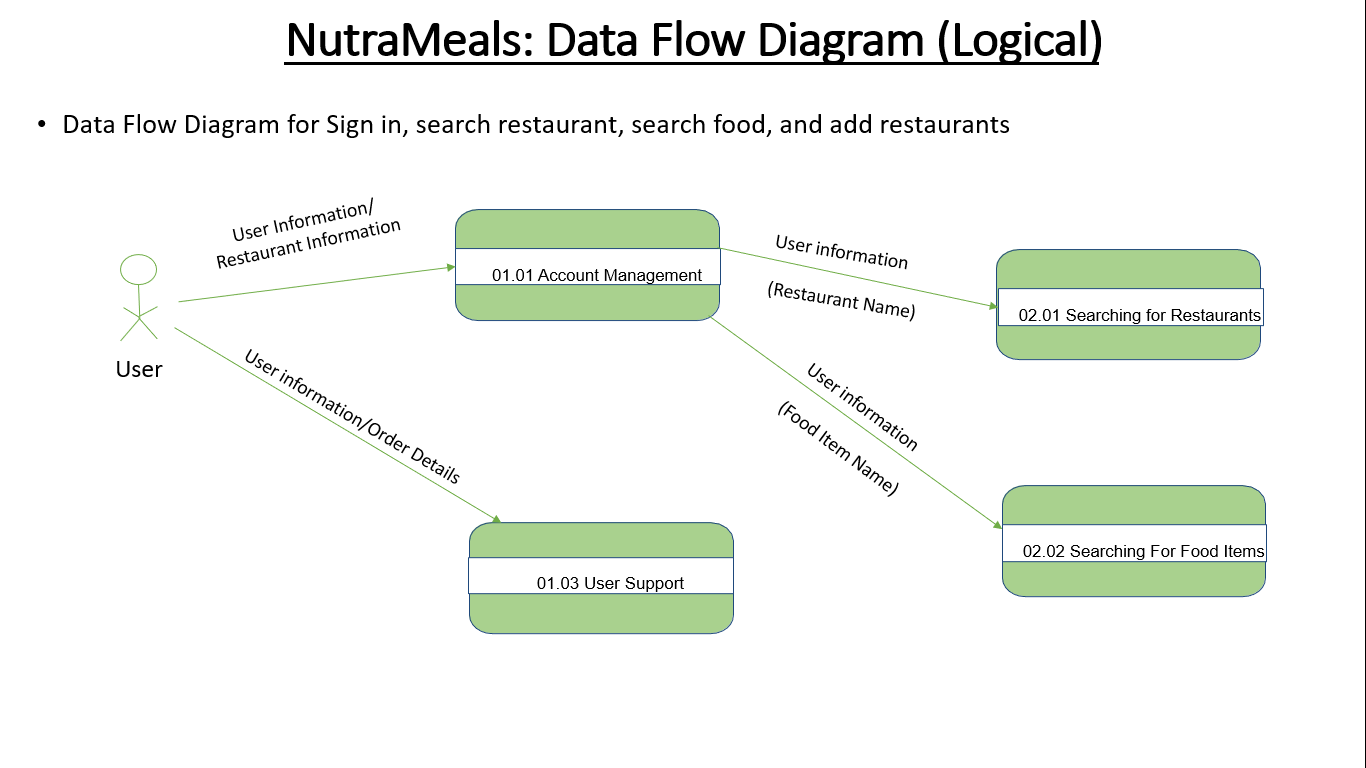 NutraMeals: Data Flow Diagram (Logical)
• Data Flow Diagram for Sign in, search restaurant, search food, and add restaurants
User Information/
Restaurant Information
01.01 Account Management
User information
(Restaurant Name)
02.01 Searching for Restaurants
User
User information/Order Details
User information
(Food Item Name)
01.03 User Support
02.02 Searching For Food Items